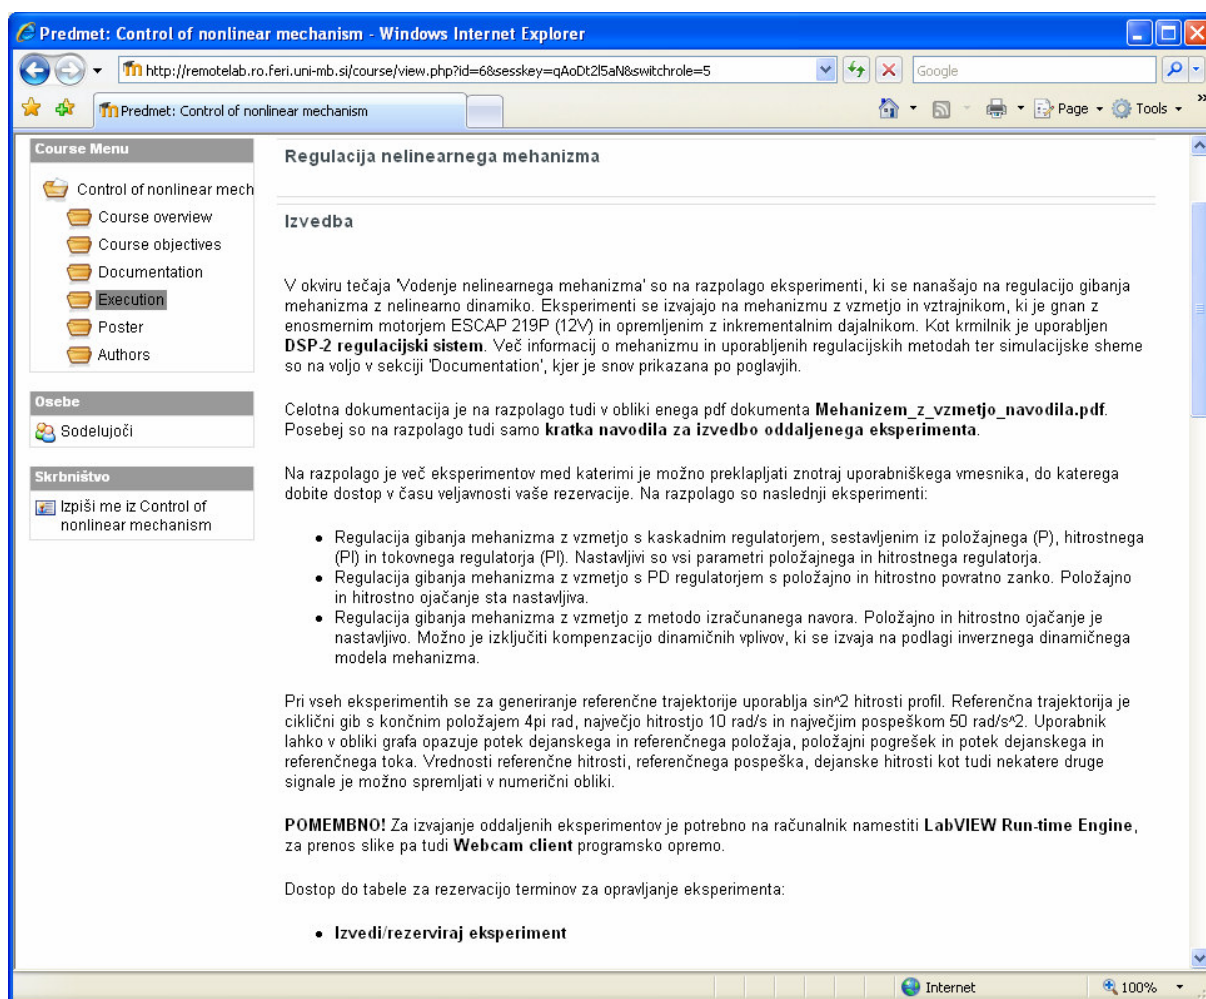 Predmet: Control of nonlinear mechanism - Windows Internet Explorer
http://remotelab.ro.feri.uni-mb.si/course/view.php?id=6&sesskey=qAoDt2l5aN&switchrole=5
Google
Predmet: Control of nonlinear mechanism
Page
Tools
Course Menu
Control of nonlinear mech
Course overview
Course objectives
Documentation
Execution
Poster
Authors
Osebe
Sodelujoči
Skrbništvo
Izpiši me iz Control of
nonlinear mechanism
Regulacija nelinearnega mehanizma
Izvedba
V okviru tečaja 'Vodenje nelinearnega mehanizma' so na razpolago eksperimenti, ki se nanašajo na regulacijo gibanja
mehanizma z nelinearno dinamiko. Eksperimenti se izvajajo na mehanizmu z vzmetjo in vztrajnikom, ki je gnan z
enosmernim motorjem ESCAP 219P (12V) in opremljenim z inkrementalnim dajalnikom. Kot krmilnik je uporabljen
DSP-2 regulacijski sistem. Več informacij o mehanizmu in uporabljenih regulacijskih metodah ter simulacijske sheme
so na voljo v sekciji 'Documentation', kjer je snov prikazana po poglavjih.
Celotna dokumentacija je na razpolago tudi v obliki enega pdf dokumenta Mehanizem_z_vzmetjo_navodila.pdf.
Posebej so na razpolago tudi samo kratka navodila za izvedbo oddaljenega eksperimenta.
Na razpolago je več eksperimentov med katerimi je možno preklapljati znotraj uporabniškega vmesnika, do katerega
dobite dostop v času veljavnosti vaše rezervacije. Na razpolago so naslednji eksperimenti:
• Regulacija gibanja mehanizma z vzmetjo s kaskadnim regulatorjem, sestavljenim iz položajnega (P), hitrostnega
(PI) in tokovnega regulatorja (PI). Nastavljivi so vsi parametri položajnega in hitrostnega regulatorja.
• Regulacija gibanja mehanizma z vzmetjo s PD regulatorjem s položajno in hitrostno povratno zanko. Položajno
in hitrostno ojačanje sta nastavljiva.
• Regulacija gibanja mehanizma z vzmetjo z metodo izračunanega navora. Položajno in hitrostno ojačanje je
nastavljivo. Možno je izključiti kompenzacijo dinamičnih vplivov, ki se izvaja na podlagi inverznega dinamičnega
modela mehanizma.
Pri vseh eksperimentih se za generiranje referenčne trajektorije uporablja sin^2 hitrosti profil. Referenčna trajektorija je
ciklični gib s končnim položajem 4pi rad, največjo hitrostjo 10 rad/s in največjim pospeškom 50 rad/s^2. Uporabnik
lahko v obliki grafa opazuje potek dejanskega in referenčnega položaja, položajni pogrešek in potek dejanskega in
referenčnega toka. Vrednosti referenčne hitrosti, referenčnega pospeška, dejanske hitrosti kot tudi nekatere druge
signale je možno spremljati v numerični obliki.
POMEMBNO! Za izvajanje oddaljenih eksperimentov je potrebno na računalnik namestiti LabVIEW Run-time Engine,
za prenos slike pa tudi Webcam client programsko opremo.
Dostop do tabele za rezervacijo terminov za opravljanje eksperimenta:
• Izvedi/rezerviraj eksperiment
Internet
100%